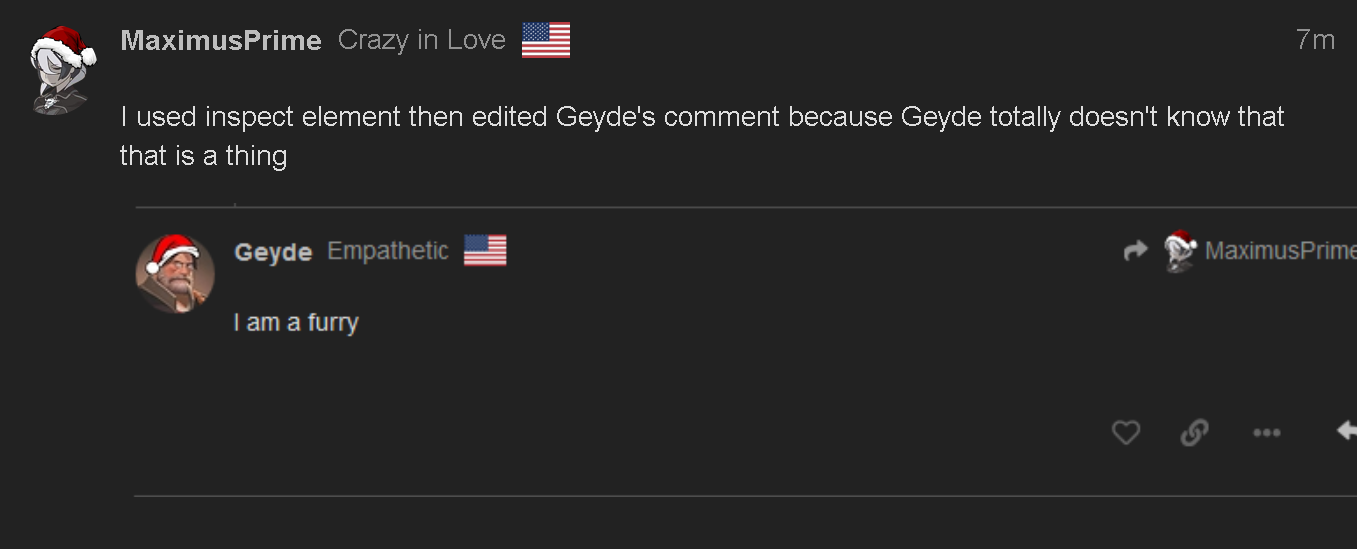 MaximusPrime Crazy in Love 7m
I used inspect element then edited Geyde's comment because Geyde totally doesn't know that
that is a thing
Geyde Empathetic MaximusPrime
I am a furry